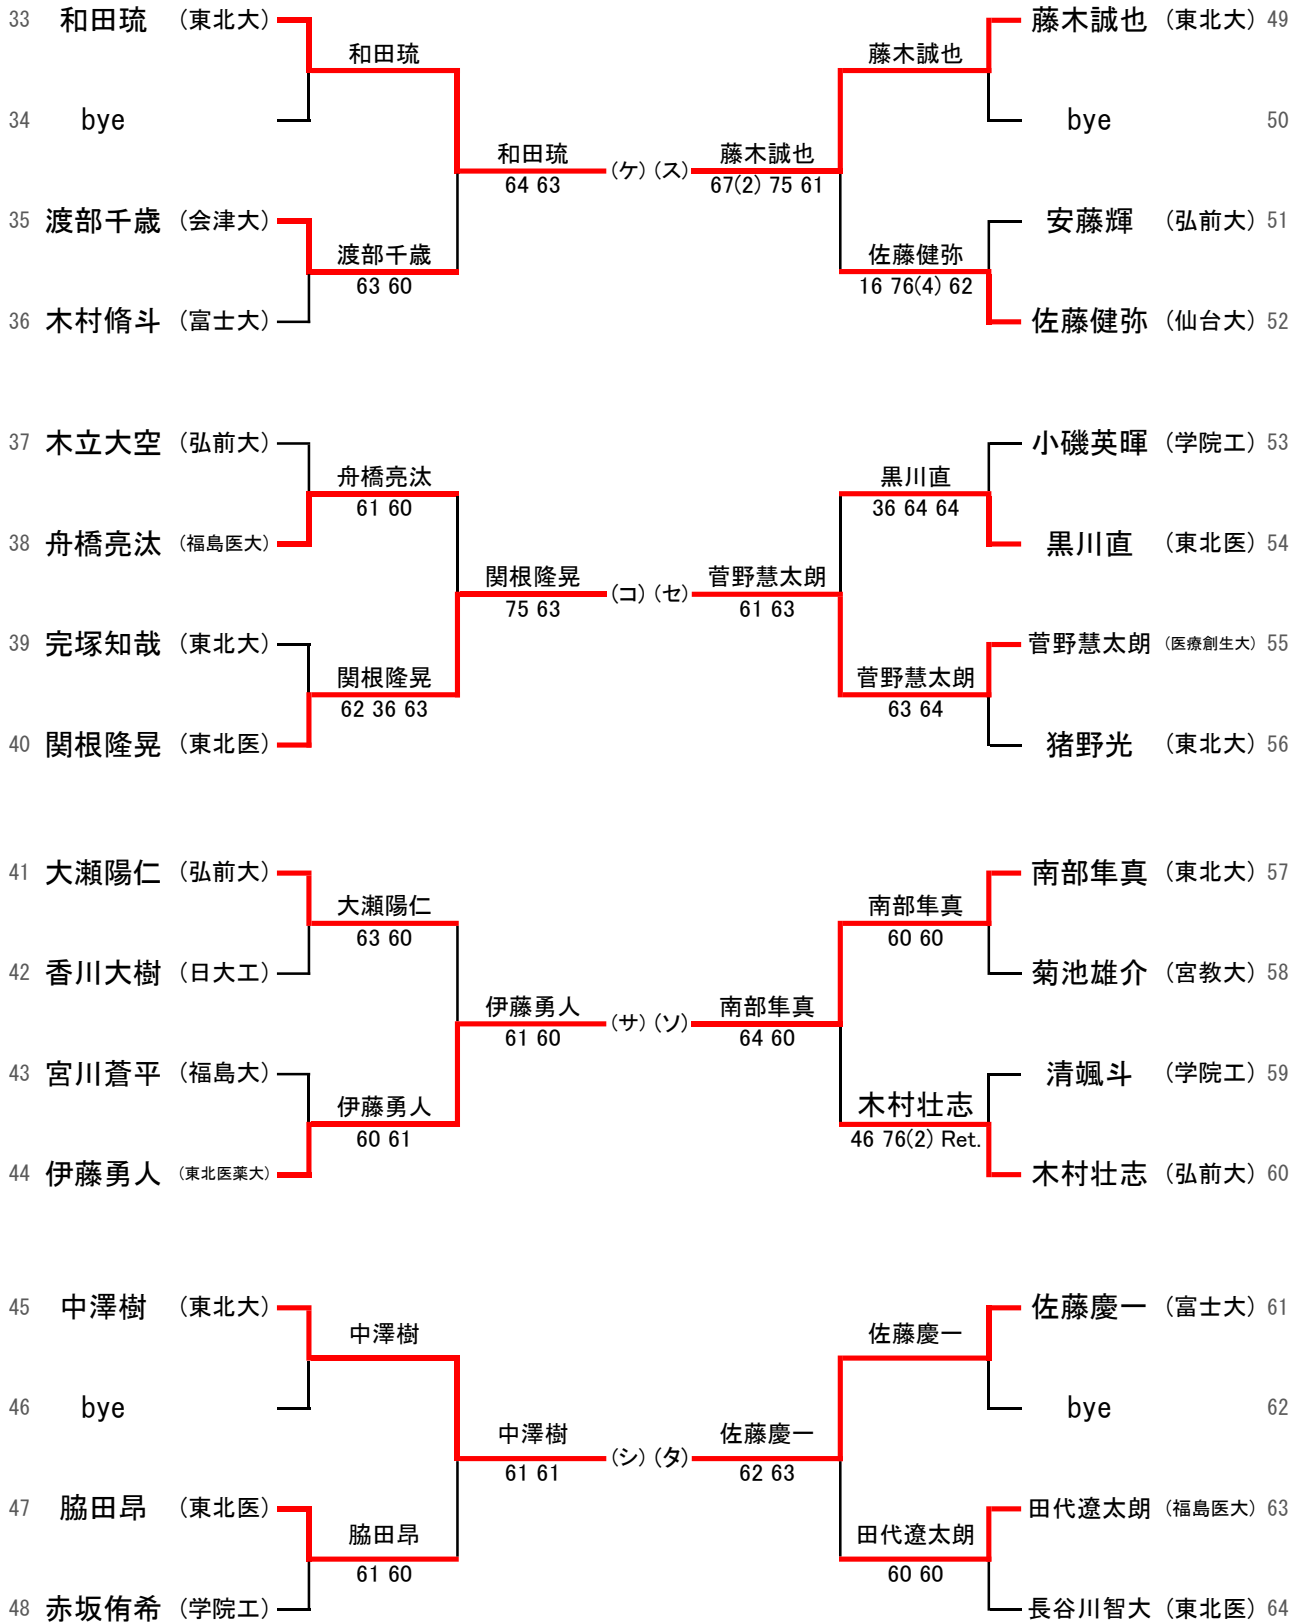 33 和田琉 (東北大)
和田琉
34 bye
和田琉
64 63
(ケ)
35 渡部千歳 (会津大)
渡部千歳
63 60
36 木村脩斗 (富士大)
藤木誠也 (東北大) 49
藤木誠也
bye 50
(ス)
藤木誠也
67(2) 75 61
安藤輝 (弘前大) 51
佐藤健弥
16 76(4) 62
佐藤健弥 (仙台大) 52
37 木立大空 (弘前大)
舟橋亮汰
61 60
38 舟橋亮汰 (福島医大)
関根隆晃
75 63
(コ)
39 完塚知哉 (東北大)
関根隆晃
62 36 63
40 関根隆晃 (東北医)
小磯英暉 (学院工) 53
黒川直
36 64 64
黒川直 (東北医) 54
(セ)
菅野慧太朗
61 63
菅野慧太朗 (医療創生大) 55
菅野慧太朗
63 64
猪野光 (東北大) 56
41 大瀬陽仁 (弘前大)
大瀬陽仁
63 60
42 香川大樹 (日大工)
伊藤勇人
61 60
(サ)
43 宮川蒼平 (福島大)
伊藤勇人
60 61
44 伊藤勇人 (東北医薬大)
南部隼真 (東北大) 57
南部隼真
60 60
菊池雄介 (宮教大) 58
(ソ)
南部隼真
64 60
清颯斗 (学院工) 59
木村壮志
46 76(2) Ret.
木村壮志 (弘前大) 60
45 中澤樹 (東北大)
中澤樹
46 bye
中澤樹
61 61
(シ)
47 脇田昂 (東北医)
脇田昂
61 60
48 赤坂侑希 (学院工)
佐藤慶一 (富士大) 61
佐藤慶一
bye 62
(タ)
佐藤慶一
62 63
田代遼太朗 (福島医大) 63
田代遼太朗
60 60
長谷川智大 (東北医) 64